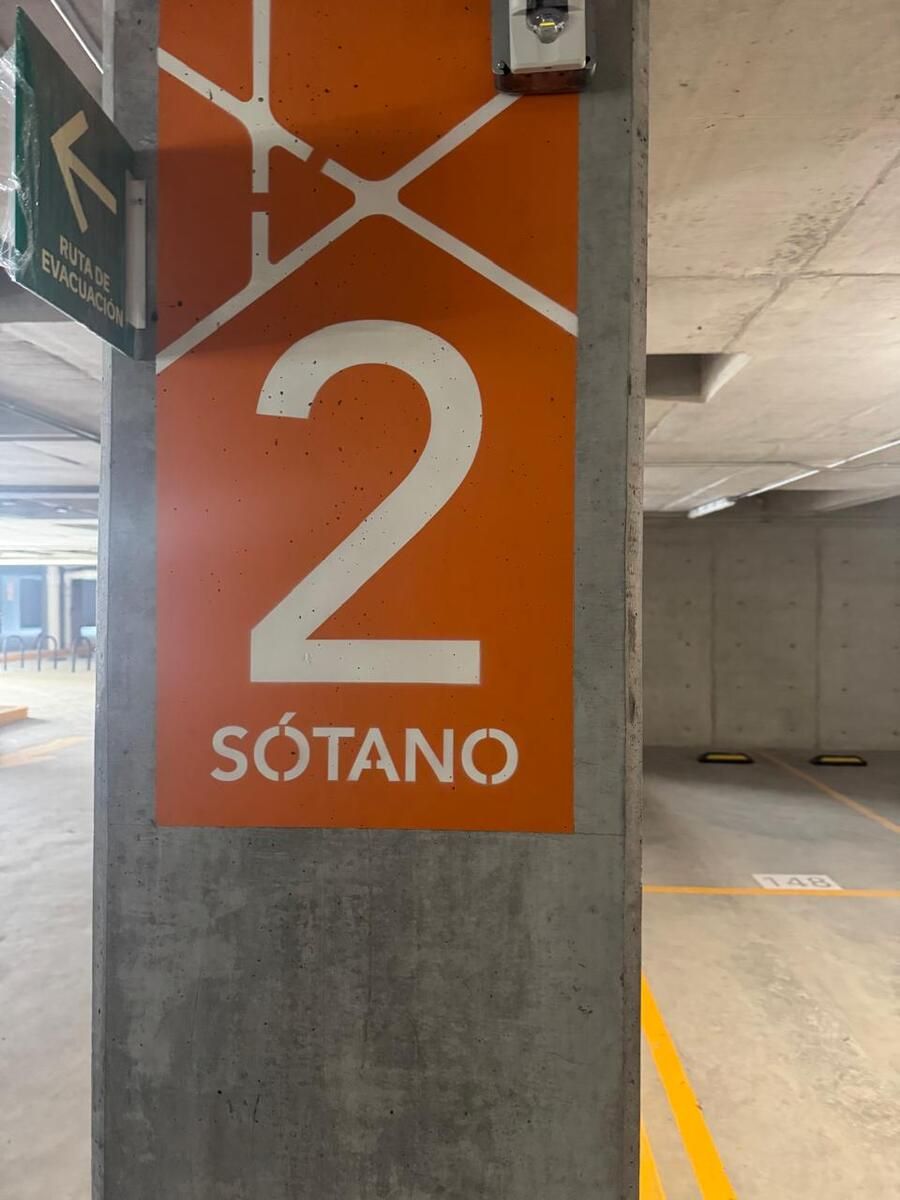 RUTA DE
EVACUACIÓN
2
SÓTANO
148